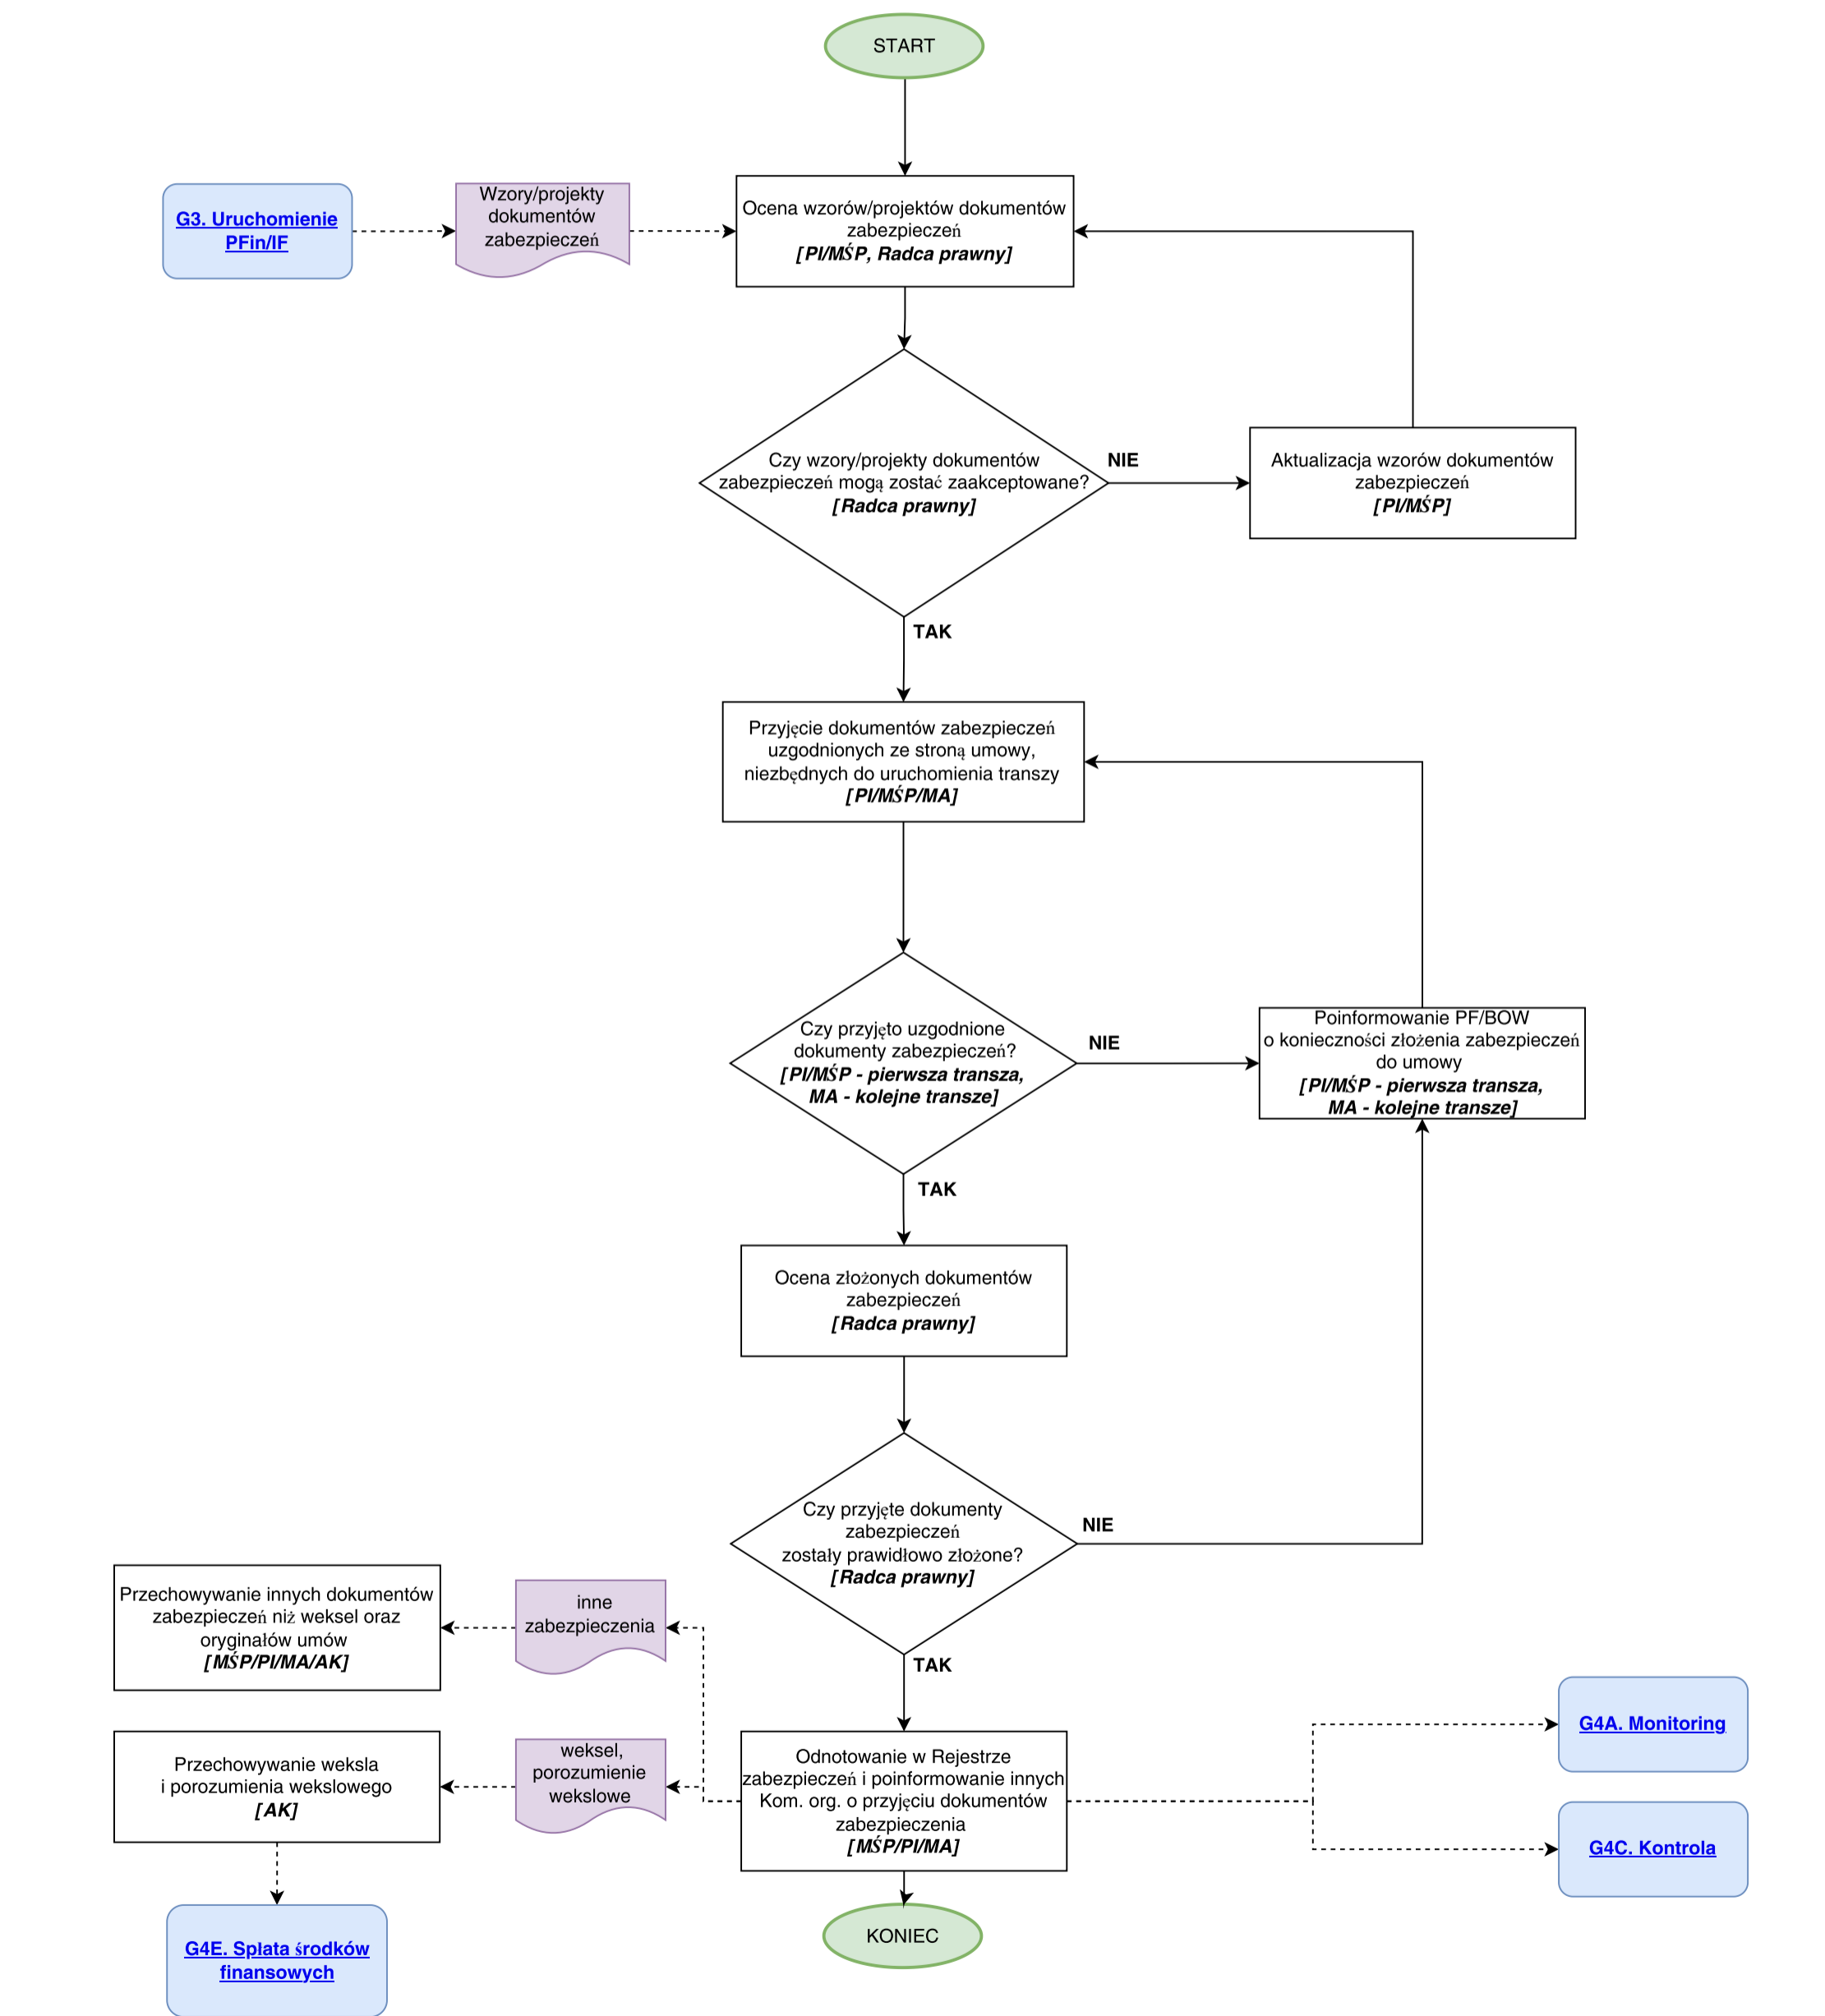 START
G3. Uruchomienie
PFin/IF
Wzory/projekty
dokumentów
zabezpieczeń
Ocena wzorów/projektów dokumentów
zabezpieczeń
[PI/MŚP, Radca prawny]
Czy wzory/projekty dokumentów
zabezpieczeń mogą zostać zaakceptowane?
[Radca prawny]
NIE
Aktualizacja wzorów dokumentów
zabezpieczeń
[PI/MŚP]
TAK
Przyjęcie dokumentów zabezpieczeń
uzgodnionych ze stroną umowy,
niezbędnych do uruchomienia transzy
[PI/MŚP/MA]
Czy przyjęto uzgodnione
dokumenty zabezpieczeń?
[PI/MŚP - pierwsza transza,
MA - kolejne transze]
NIE
Poinformowanie PF/BOW
o konieczności złożenia zabezpieczeń
do umowy
[PI/MŚP - pierwsza transza,
MA - kolejne transze]
TAK
Ocena złożonych dokumentów
zabezpieczeń
[Radca prawny]
Czy przyjęte dokumenty
zabezpieczeń
zostały prawidłowo złożone?
[Radca prawny]
NIE
TAK
Przechowywanie innych dokumentów
zabezpieczeń niż weksel oraz
oryginałów umów
[MŚP/PI/MA/AK]
inne
zabezpieczenia
Przechowywanie weksla
i porozumienia wekslowego
[AK]
weksel,
porozumienie
wekslowe
Odnotowanie w Rejestrze
zabezpieczeń i poinformowanie innych
Kom. org. o przyjęciu dokumentów
zabezpieczenia
[MŚP/PI/MA]
G4A. Monitoring
G4C. Kontrola
G4E. Spłata środków
finansowych
KONIEC